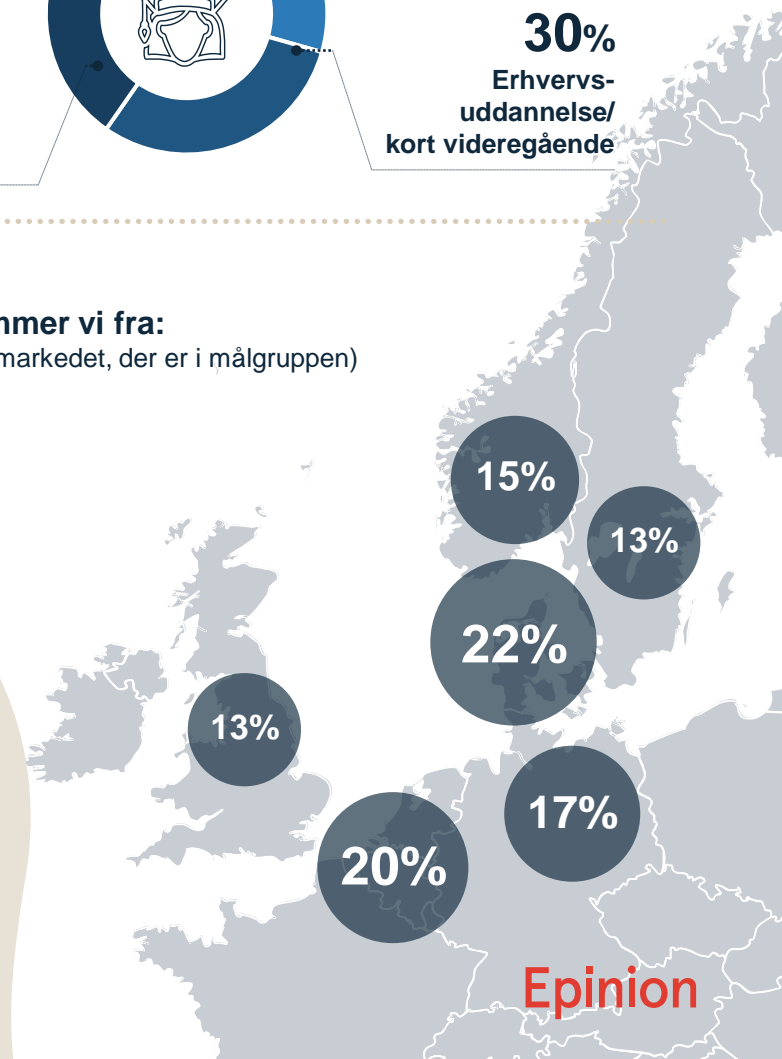 30%
Erhvervs-
uddannelse/
kort videregående
mmer vi fra:
markedet, der er i målgruppen)
15%
13%
22%
13%
17%
20%
Epinion